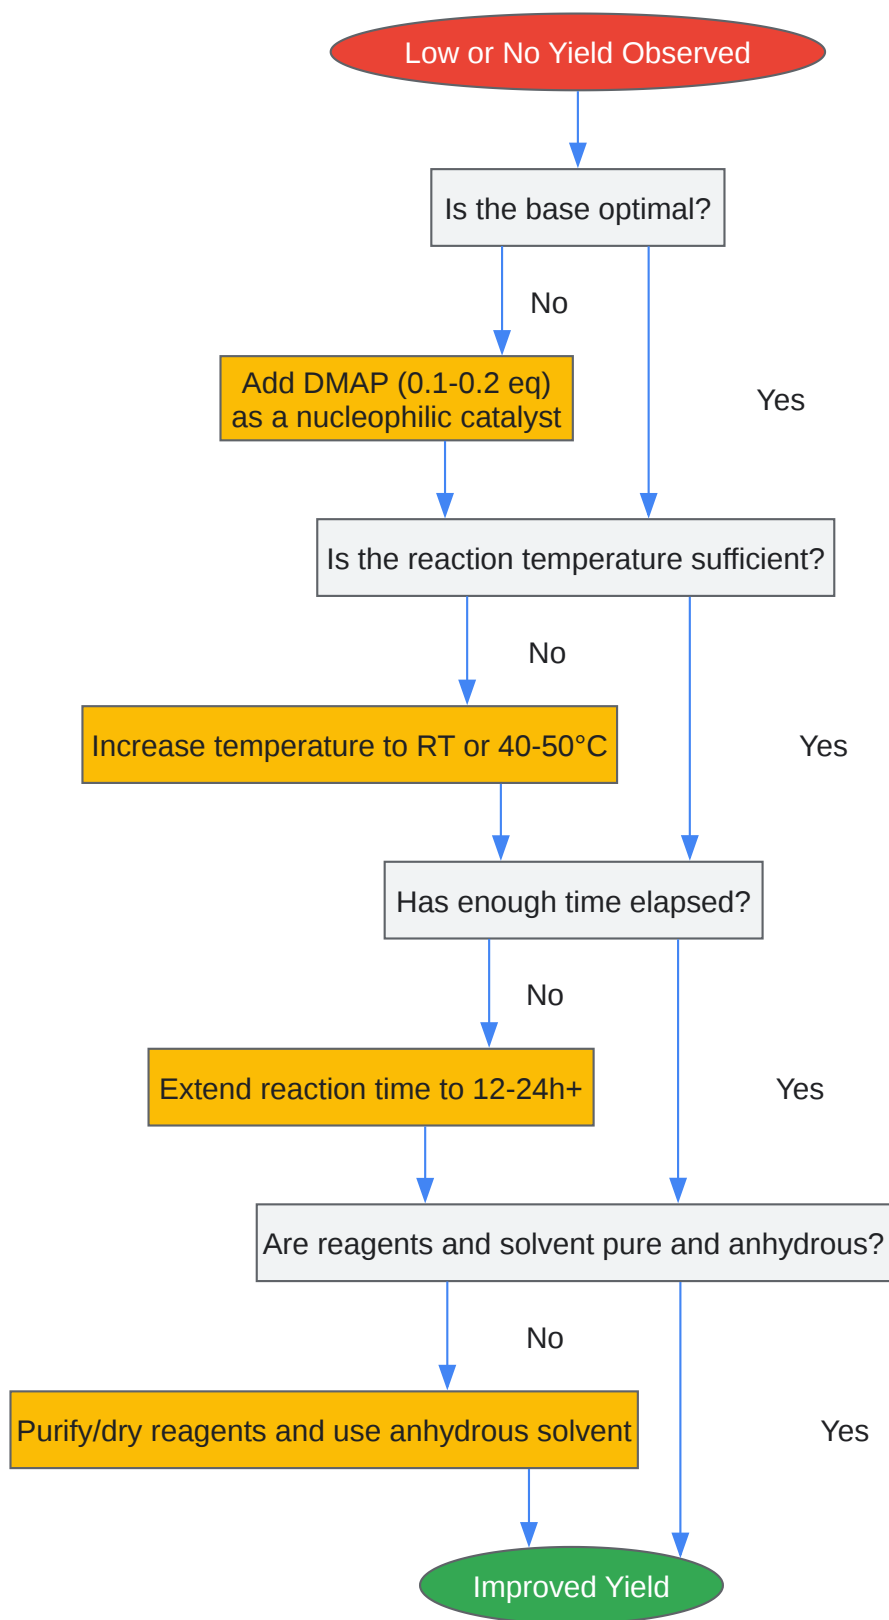 Low or No Yield Observed
Is the base optimal?
No
Add DMAP (0.1-0.2 eq)
as a nucleophilic catalyst
Yes
Is the reaction temperature sufficient?
No
Increase temperature to RT or 40-50°C
Yes
Has enough time elapsed?
No
Extend reaction time to 12-24h+
Yes
Are reagents and solvent pure and anhydrous?
No
Purify/dry reagents and use anhydrous solvent
Yes
Improved Yield